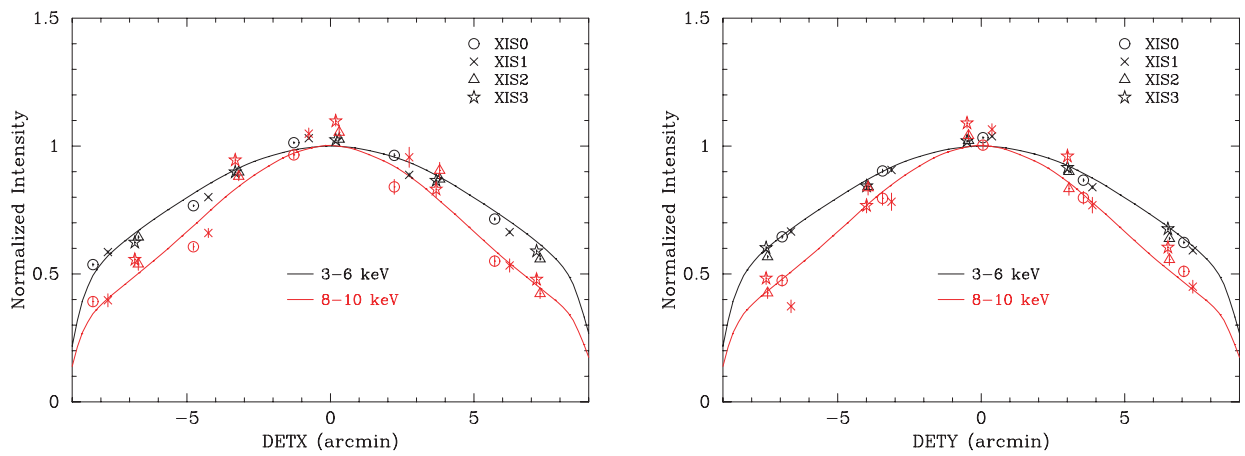 1.5
1
0.5
0
Normalized Intensity
XIS0
XIS1
XIS2
XIS3
3−6 keV
8−10 keV
−5
0
5
DETX (arcmin)
1.5
1
0.5
0
Normalized Intensity
XIS0
XIS1
XIS2
XIS3
3−6 keV
8−10 keV
−5
0
5
DETY (arcmin)